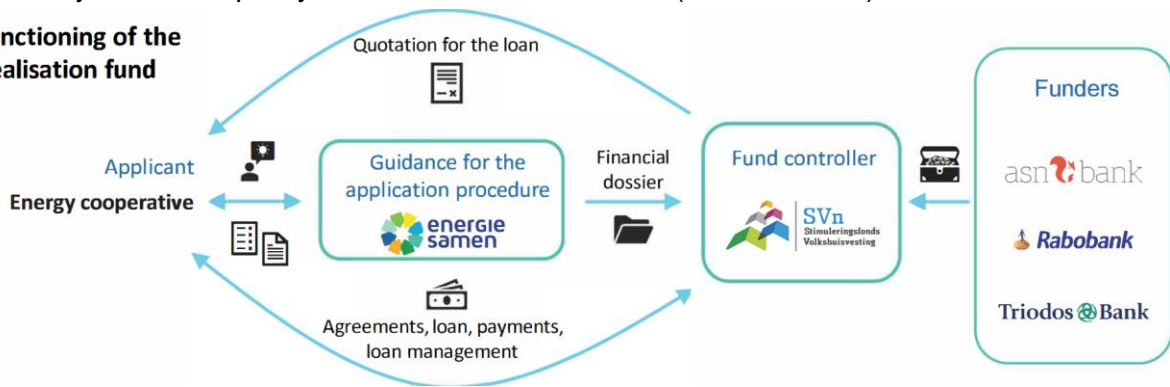 nctioning of the
ealisation fund
Quotation for the loan
Applicant
Energy cooperative
Guidance for the
application procedure
energie
samen
Financial
dossier
Fund controller
SVn
Stimuleringsfonds
Volkshuisvesting
Agreements, loan, payments,
loan management
Funders
asn bank
Rabobank
Triodos Bank